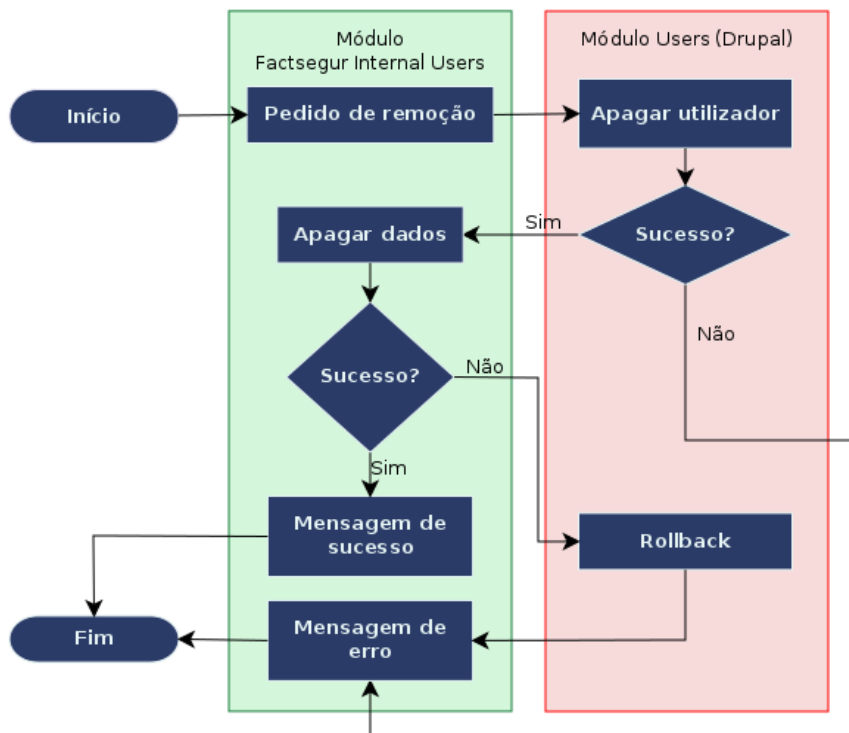 Módulo
Factsegur Internal Users
Módulo Users (Drupal)
Início
Pedido de remoção
Apagar utilizador
Apagar dados
Sim
Sucesso?
Não
Sucesso?
Não
Sim
Mensagem de
sucesso
Rollback
Fim
Mensagem de
erro